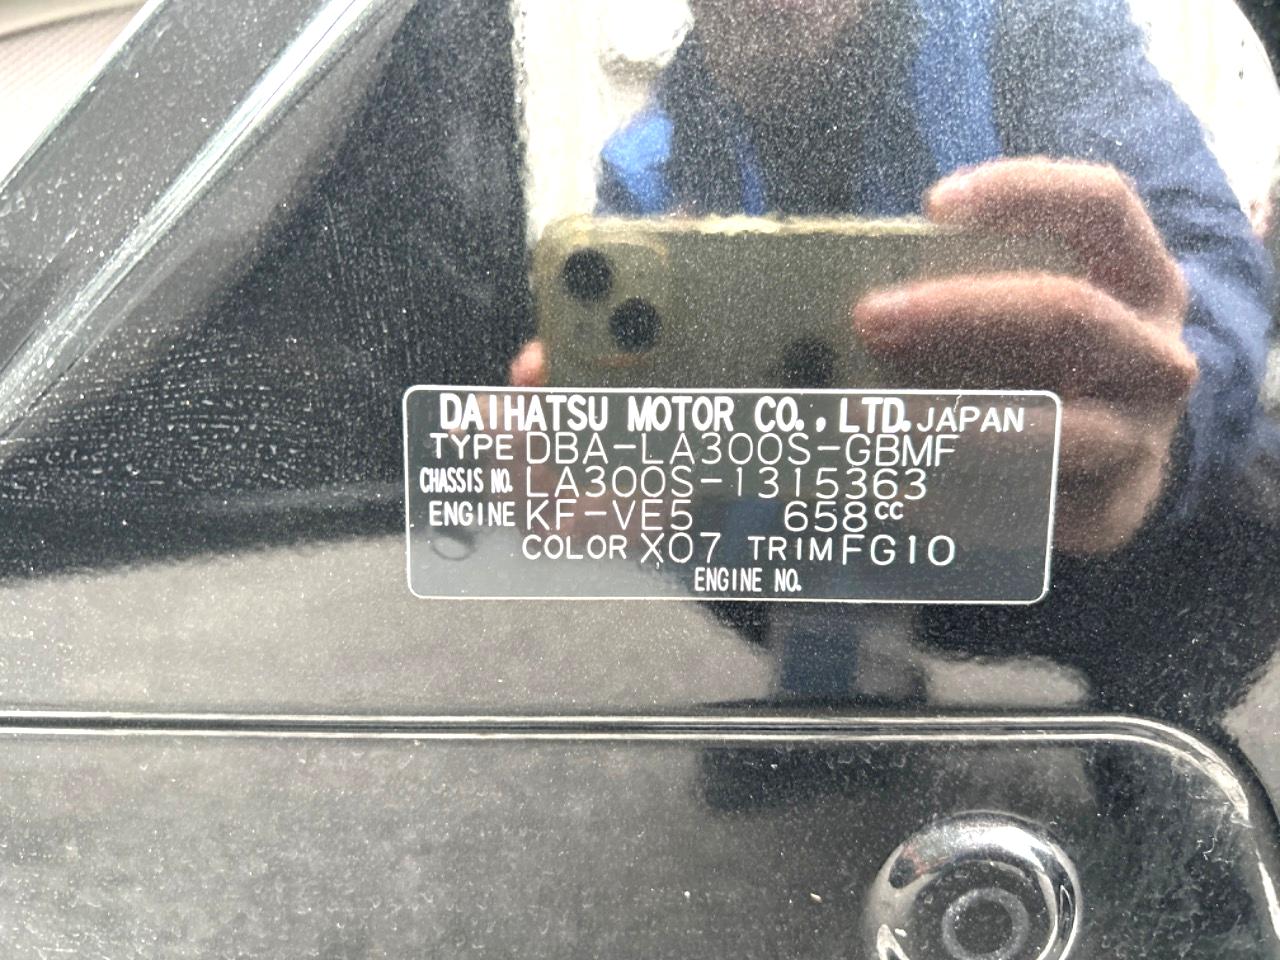 DAIHATSU MOTOR CO., LTD. JAPAN
TYPE DBA-LA300S-GBMF
CHASSIS NO. LA300S-1315363
ENGINE KF-VE5 658cc
COLOR X07 TRIM FG10
ENGINE NO.